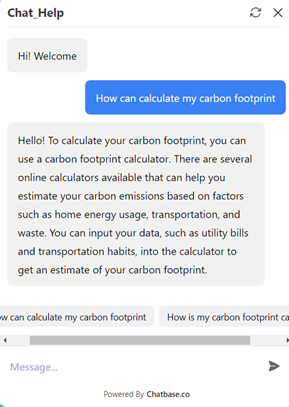 Chat_Help
Hi! Welcome
How can calculate my carbon footprint
Hello! To calculate your carbon footprint, you can
use a carbon footprint calculator. There are several
online calculators available that can help you
estimate your carbon emissions based on factors
such as home energy usage, transportation, and
waste. You can input your data, such as utility bills
and transportation habits, into the calculator to
get an estimate of your carbon footprint.
can calculate my carbon footprint How is my carbon footprint
Message...
Powered By Chatbase.co